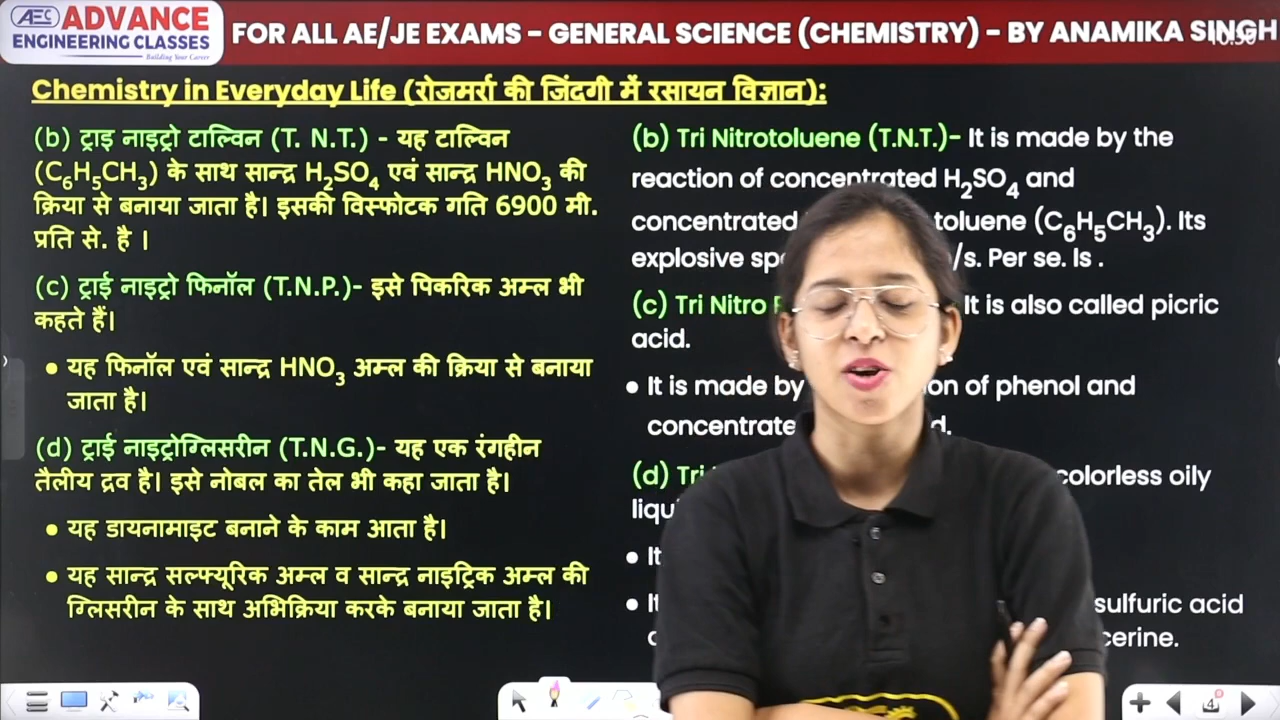 AEC ADVANCE
ENGINEERING CLASSES
Building Your Career
FOR ALL AE/JE EXAMS - GENERAL SCIENCE (CHEMISTRY) - BY ANAMIKA SINGH
Chemistry in Everyday Life (रोजमर्रा की जिंदगी में रसायन विज्ञान):
(b) ट्राइ नाइट्रो टाल्विन (T. N.T.) - यह टाल्विन
(C6H5CH3) के साथ सान्द्र H2SO4 एवं सान्द्र HNO3 की
क्रिया से बनाया जाता है। इसकी विस्फोटक गति 6900 मी.
प्रति से. है ।
(c) ट्राई नाइट्रो फिनॉल (T.N.P.)- इसे पिकरिक अम्ल भी
कहते हैं।
• यह फिनॉल एवं सान्द्र HNO3 अम्ल की क्रिया से बनाया
जाता है।
(d) ट्राई नाइट्रोग्लिसरीन (T.N.G.)- यह एक रंगहीन
तैलीय द्रव है। इसे नोबल का तेल भी कहा जाता है।
• यह डायनामाइट बनाने के काम आता है।
• यह सान्द्र सल्फ्यूरिक अम्ल व सान्द्र नाइट्रिक अम्ल की
ग्लिसरीन के साथ अभिक्रिया करके बनाया जाता है।
(b) Tri Nitrotoluene (T.N.T.)- It is made by the
reaction of concentrated H2SO4 and
concentrated toluene (C6H5CH3). Its
explosive /s. Per se. Is .
(c) Tri Nitro It is also called picric
acid.
• It is made by of phenol and
(d) Tri colorless oily
• It
• It sulfuric acid
4